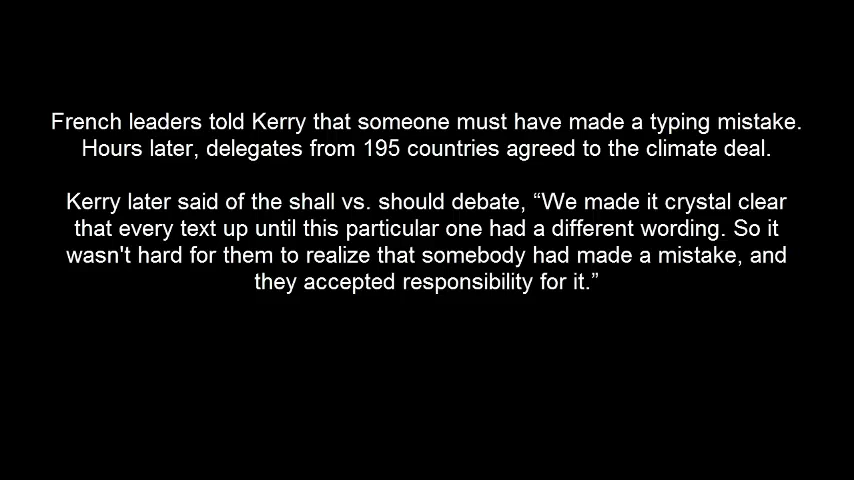 French leaders told Kerry that someone must have made a typing mistake.
Hours later, delegates from 195 countries agreed to the climate deal.
Kerry later said of the shall vs. should debate, “We made it crystal clear
that every text up until this particular one had a different wording. So it
wasn't hard for them to realize that somebody had made a mistake, and
they accepted responsibility for it.”